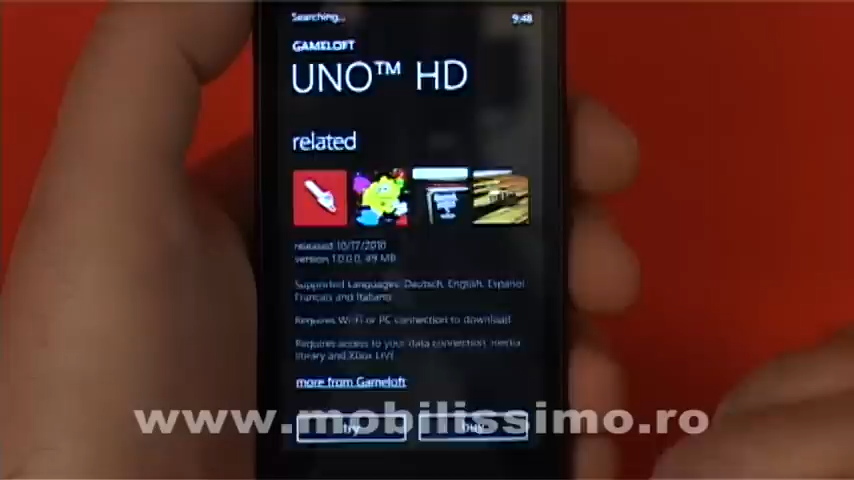 Searching...
9:48
GAMELOFT
UNO™ HD
related
released 10/17/2010
version 1.0.0.0, 49 MB
Supported Languages: Deutsch, English, Español
Français and Italiano
Requires Wi-Fi or PC connection to download
Requires access to your data connection, media
library and Xbox LIVE
more from Gameloft
www.mobilissimo.ro
try
buy